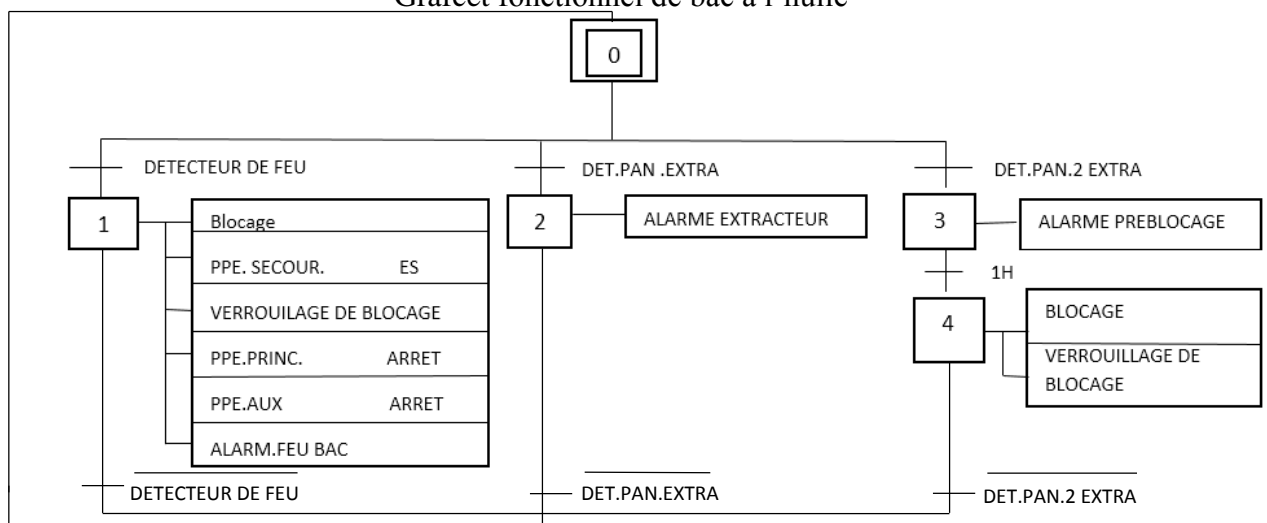 Grafcet fonctionnel de bac à l'huile
0
DETECTEUR DE FEU
DET.PAN .EXTRA
DET.PAN.2 EXTRA
1
Blocage
PPE. SECOUR. ES
VERROUILAGE DE BLOCAGE
PPE.PRINC. ARRET
PPE.AUX ARRET
ALARM.FEU BAC
2
ALARME EXTRACTEUR
3
ALARME PREBLOCAGE
1H
4
BLOCAGE
VERROUILLAGE DE
BLOCAGE
DETECTEUR DE FEU
DET.PAN.EXTRA
DET.PAN.2 EXTRA